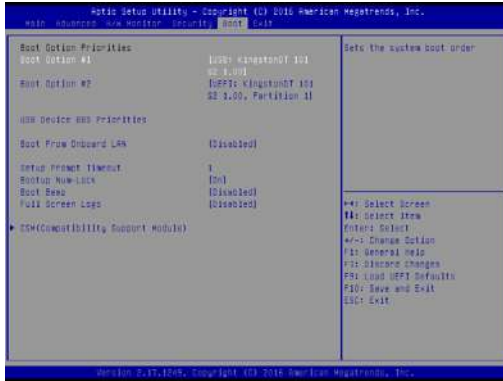 Aptio Setup Utility - Copyright (C) 2016 American Megatrends, Inc.
Main Advanced H/W Monitor Security Boot Exit
Boot Option Priorities
Boot Option #1 [USB: KingstonDT 101
G2 1.00]
Boot Option #2 [UEFI: KingstonDT 101
G2 1.00, Partition 1]
USB Device BBS Priorities
Boot From Onboard LAN [Disabled]
Setup Prompt Timeout 1
Bootup Num-Lock [On]
Boot Beep [Disabled]
Full Screen Logo [Disabled]
CSM(Compatibility Support Module)
Sets the system boot order
→←: Select Screen
↑↓: Select Item
Enter: Select
+/-: Change Option
F1: General Help
F7: Discard Changes
F9: Load UEFI Defaults
F10: Save and Exit
ESC: Exit
Version 2.17.1249. Copyright (C) 2016 American Megatrends, Inc.